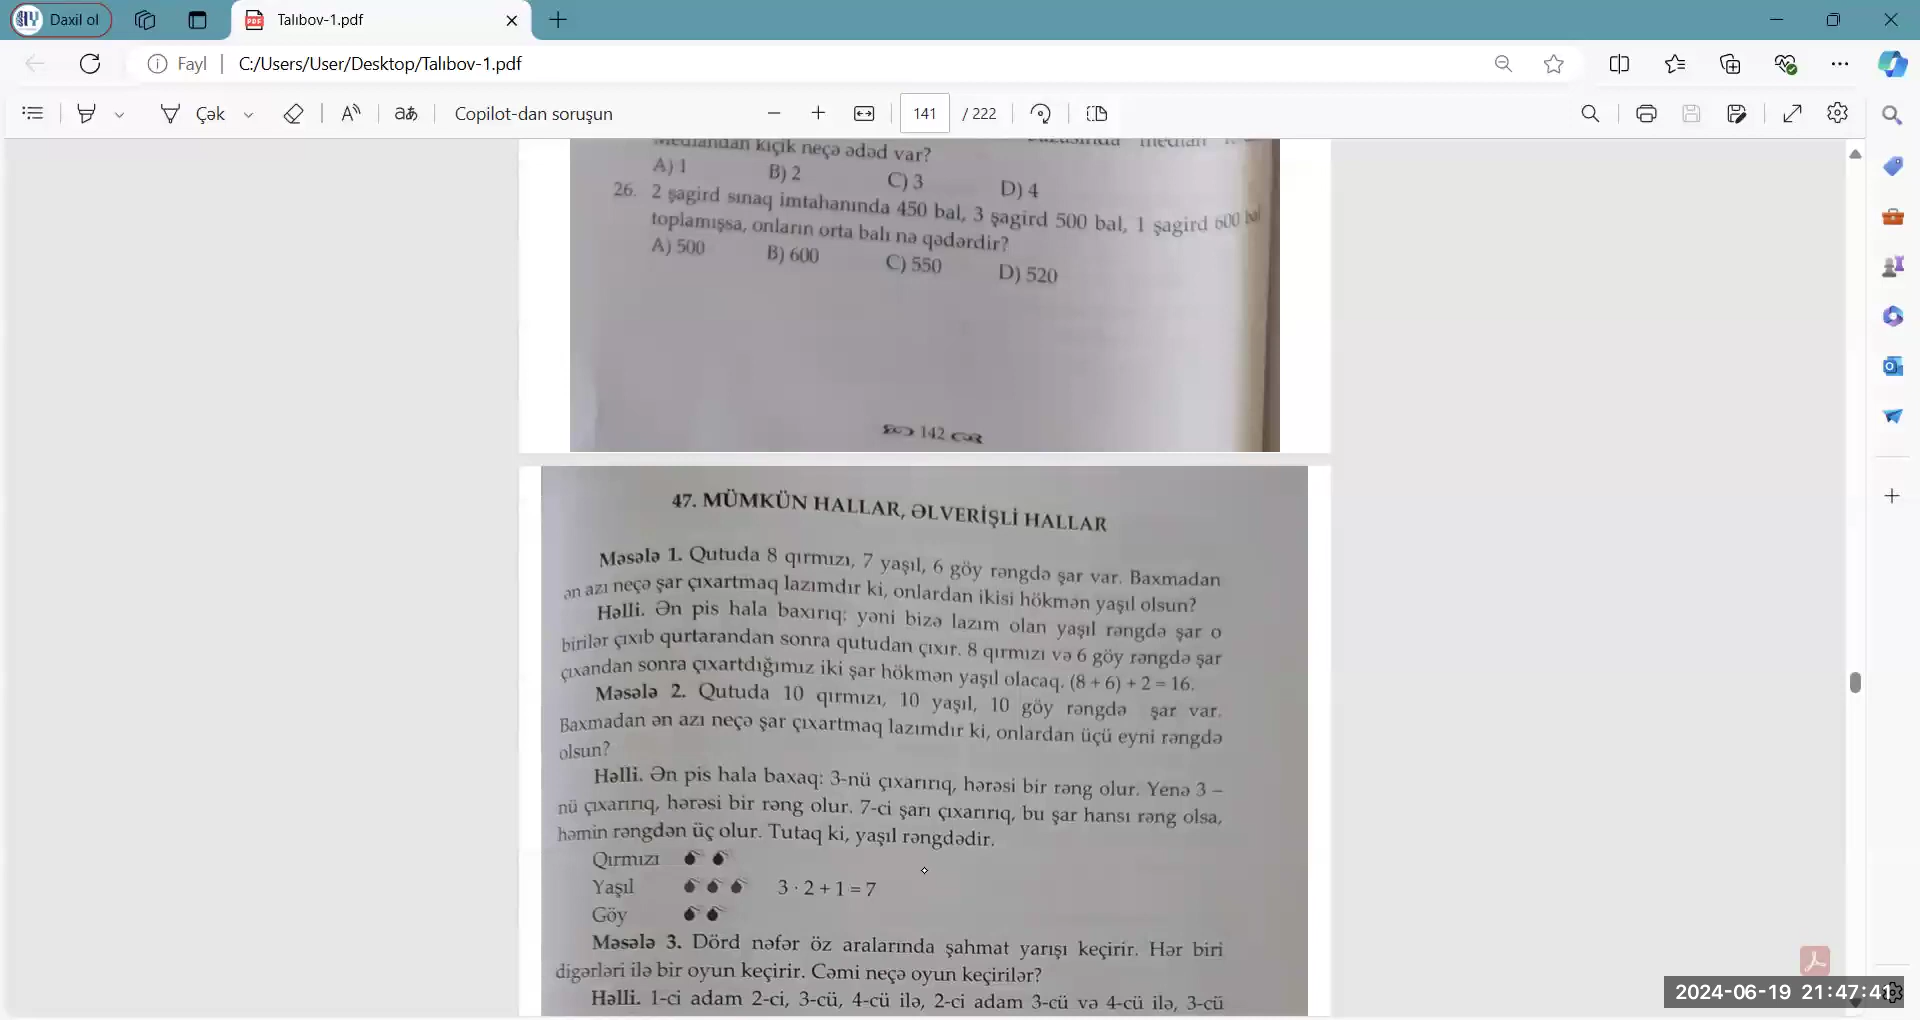 Daxil ol
Talıbov-1.pdf
Fayl
C:/Users/User/Desktop/Talıbov-1.pdf
Çək
Copilot-dan soruşun
141 / 222
kiçik neçə ədəd var?
A) 1 B) 2 C) 3 D) 4
26. 2 şagird sınaq imtahanında 450 bal, 3 şagird 500 bal, 1 şagird 600 bal
toplamışsa, onların orta balı nə qədərdir?
A) 500 B) 600 C) 550 D) 520
142
47. MÜMKÜN HALLAR, ƏLVERİŞLİ HALLAR
Məsələ 1. Qutuda 8 qırmızı, 7 yaşıl, 6 göy rəngdə şar var. Baxmadan
ən azı neçə şar çıxartmaq lazımdır ki, onlardan ikisi hökmən yaşıl olsun?
Həlli. Ən pis hala baxırıq: yəni bizə lazım olan yaşıl rəngdə şar o
birilər çıxıb qurtarandan sonra qutudan çıxır. 8 qırmızı və 6 göy rəngdə şar
çıxandan sonra çıxartdığımız iki şar hökmən yaşıl olacaq. (8 + 6) + 2 = 16.
Məsələ 2. Qutuda 10 qırmızı, 10 yaşıl, 10 göy rəngdə şar var.
Baxmadan ən azı neçə şar çıxartmaq lazımdır ki, onlardan üçü eyni rəngdə
olsun?
Həlli. Ən pis hala baxaq: 3-nü çıxarırıq, hərəsi bir rəng olur. Yenə 3 –
nü çıxarırıq, hərəsi bir rəng olur. 7-ci şarı çıxarırıq, bu şar hansı rəng olsa,
həmin rəngdən üç olur. Tutaq ki, yaşıl rəngdədir.
Qırmızı
Yaşıl 3 · 2 + 1 = 7
Göy
Məsələ 3. Dörd nəfər öz aralarında şahmat yarışı keçirir. Hər biri
digərləri ilə bir oyun keçirir. Cəmi neçə oyun keçirilər?
Həlli. 1-ci adam 2-ci, 3-cü, 4-cü ilə, 2-ci adam 3-cü və 4-cü ilə, 3-cü
2024-06-19 21:47:41